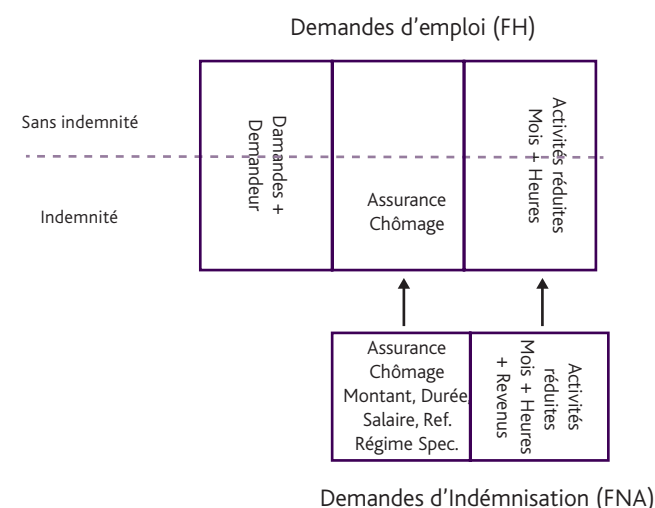 Demandes d'emploi (FH)
Sans indemnité
Indemnité
Damandes +
Demandeur
Assurance
Chômage
Activités réduites
Mois + Heures
Assurance
Chômage
Montant, Durée,
Salaire, Ref.
Régime Spec.
Activités
réduites
Mois + Heures
+ Revenus
Demandes d'Indémnisation (FNA)